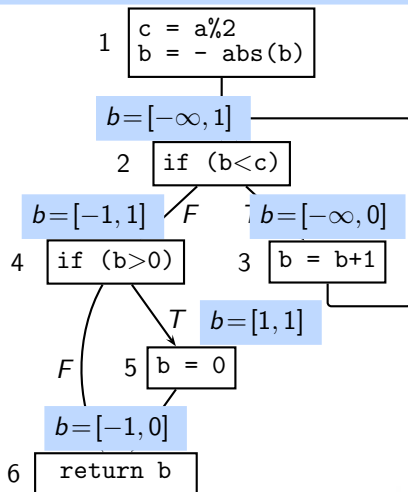 1
c = a%2
b = - abs(b)
b=[−∞, 1]
2 if (b<c)
b=[−1, 1] F b=[−∞, 0]
4 if (b>0) 3 b = b+1
T b=[1, 1]
F 5 b = 0
b=[−1, 0]
6 return b